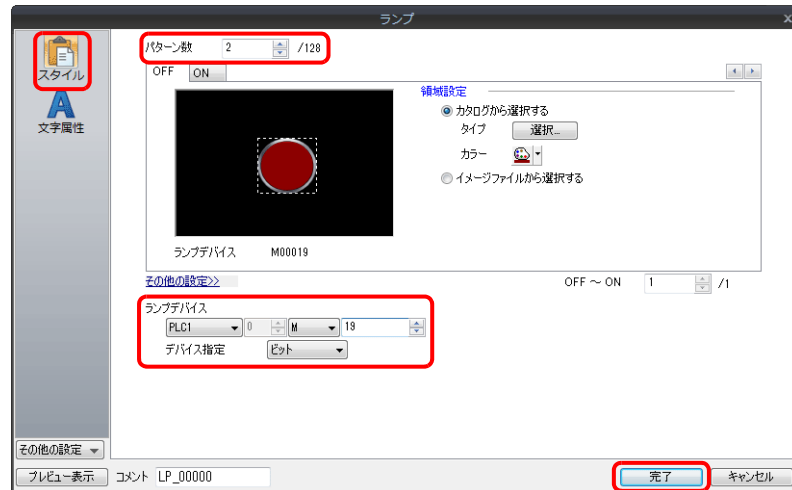 ランプ
パターン数 2 /128
スタイル
文字属性
OFF ON
領域設定
カタログから選択する
タイプ 選択...
カラー
イメージファイルから選択する
ランプデバイス M00019
その他の設定>>
OFF ～ ON 1 /1
ランプデバイス
PLC1 0 M 19
デバイス指定 ビット
その他の設定
プレビュー表示 コメント LP_00000 完了 キャンセル